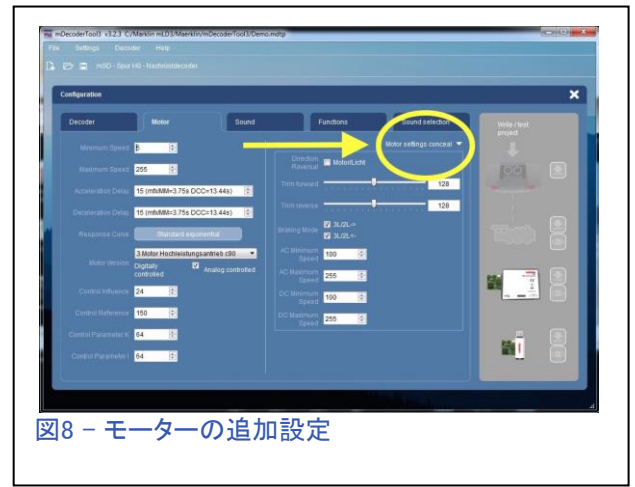 mDecoderTool3 v3.2.3 C:/Märklin mLD3/Maerklin/mDecoderTool3/Demo.mdtp
File Settings Decoder Help
mSD - Spur H0 - Nachrüstdecoder
Configuration
Decoder Motor Sound Functions Sound selection
Motor settings conceal
Minimum Speed 5
Maximum Speed 255
Acceleration Delay 15 (mfx/MM=3.75s DCC=13.44s)
Deceleration Delay 15 (mfx/MM=3.75s DCC=13.44s)
Response Curve Standard exponential
Motor Version 3 Motor Hochleistungsantrieb c90
Digitally controlled Analog controlled
Control Influence 24
Control Reference 150
Control Parameter K 64
Control Parameter I 64
Direction Reversal Motor/Licht
Trim forward 128
Trim reverse 128
Braking Mode 3L/2L->
3L/2L<-
AC Minimum Speed 100
AC Maximum Speed 255
DC Minimum Speed 100
DC Maximum Speed 255
Write / test project
図8 – モーターの追加設定